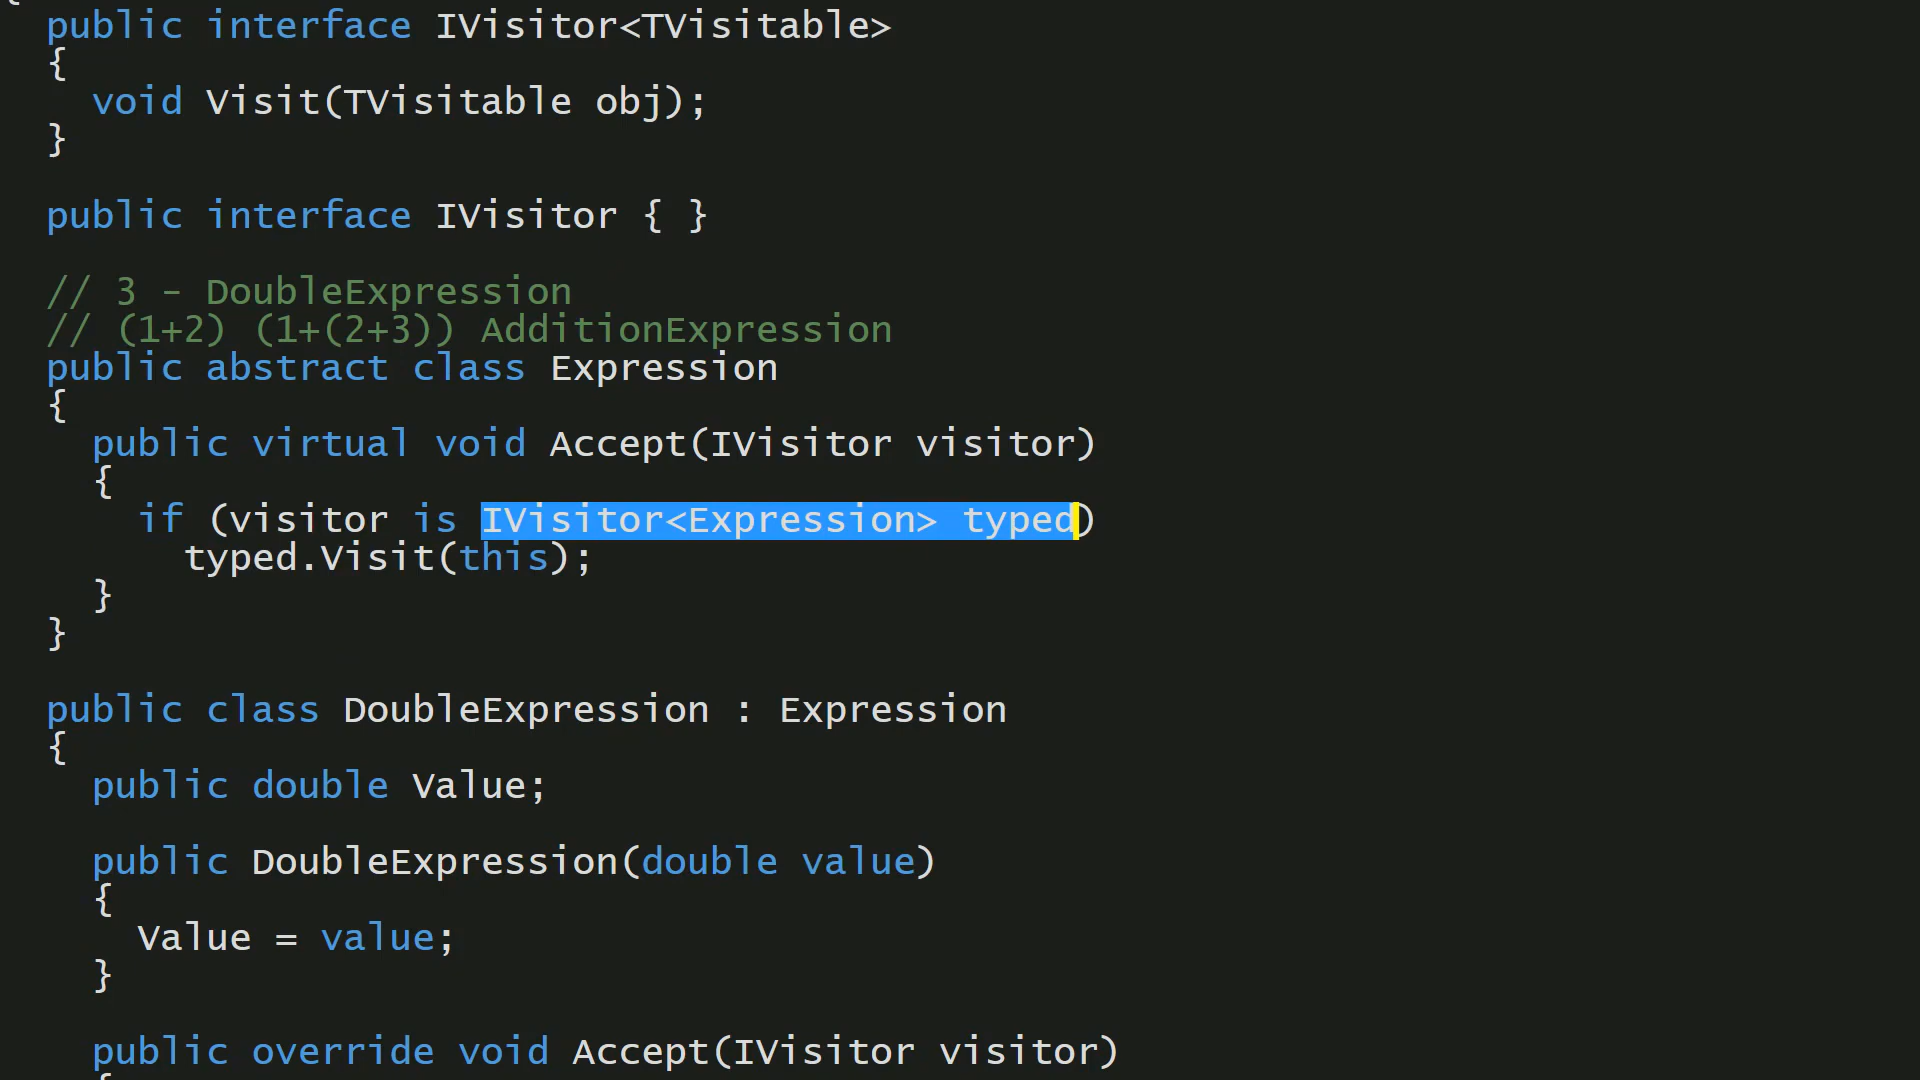 {
public interface IVisitor<TVisitable>
{
void Visit(TVisitable obj);
}
public interface IVisitor { }
// 3 - DoubleExpression
// (1+2) (1+(2+3)) AdditionExpression
public abstract class Expression
{
public virtual void Accept(IVisitor visitor)
{
if (visitor is IVisitor<Expression> typed)
typed.Visit(this);
}
}
public class DoubleExpression : Expression
{
public double Value;
public DoubleExpression(double value)
{
Value = value;
}
public override void Accept(IVisitor visitor)
{